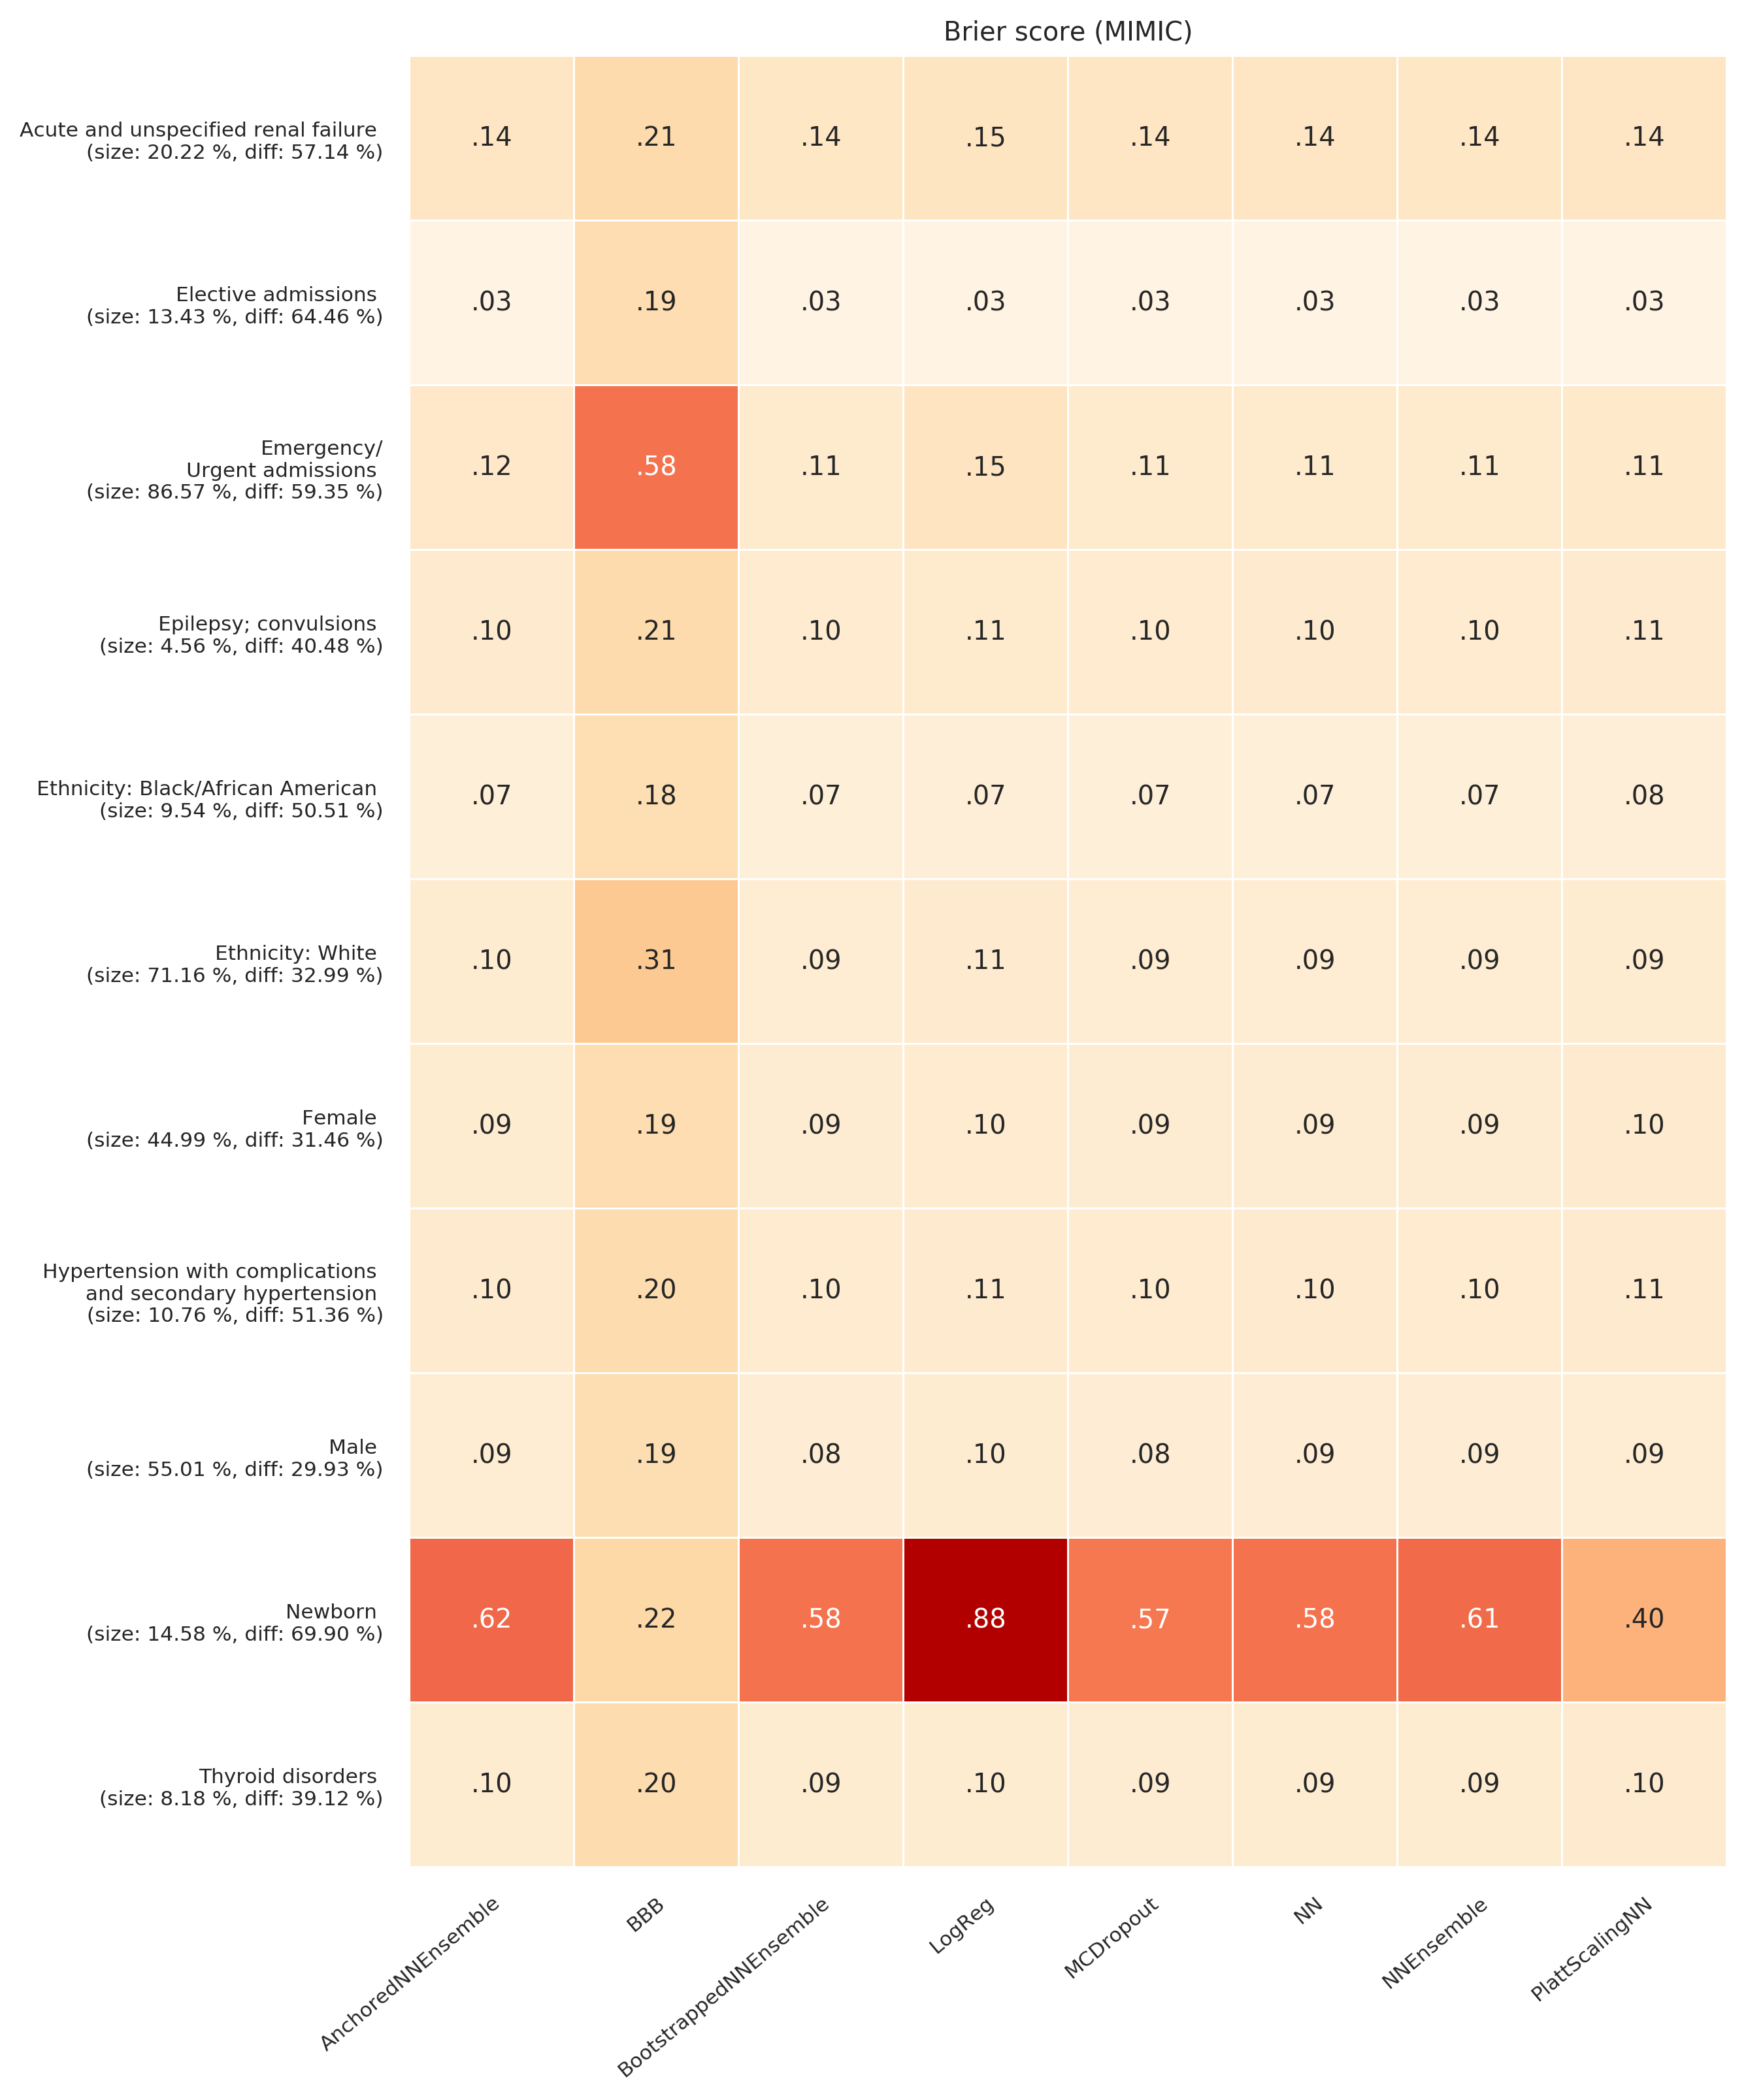 Brier score (MIMIC)
Acute and unspecified renal failure
(size: 20.22 %, diff: 57.14 %)
.14 .21 .14 .15 .14 .14 .14 .14
Elective admissions
(size: 13.43 %, diff: 64.46 %)
.03 .19 .03 .03 .03 .03 .03 .03
Emergency/
Urgent admissions
(size: 86.57 %, diff: 59.35 %)
.12 .58 .11 .15 .11 .11 .11 .11
Epilepsy; convulsions
(size: 4.56 %, diff: 40.48 %)
.10 .21 .10 .11 .10 .10 .10 .11
Ethnicity: Black/African American
(size: 9.54 %, diff: 50.51 %)
.07 .18 .07 .07 .07 .07 .07 .08
Ethnicity: White
(size: 71.16 %, diff: 32.99 %)
.10 .31 .09 .11 .09 .09 .09 .09
Female
(size: 44.99 %, diff: 31.46 %)
.09 .19 .09 .10 .09 .09 .09 .10
Hypertension with complications
and secondary hypertension
(size: 10.76 %, diff: 51.36 %)
.10 .20 .10 .11 .10 .10 .10 .11
Male
(size: 55.01 %, diff: 29.93 %)
.09 .19 .08 .10 .08 .09 .09 .09
Newborn
(size: 14.58 %, diff: 69.90 %)
.62 .22 .58 .88 .57 .58 .61 .40
Thyroid disorders
(size: 8.18 %, diff: 39.12 %)
.10 .20 .09 .10 .09 .09 .09 .10
AnchoredNNEnsemble
BBB
BootstrappedNNEnsemble
LogReg
MCDropout
NN
NNEnsemble
PlattScalingNN